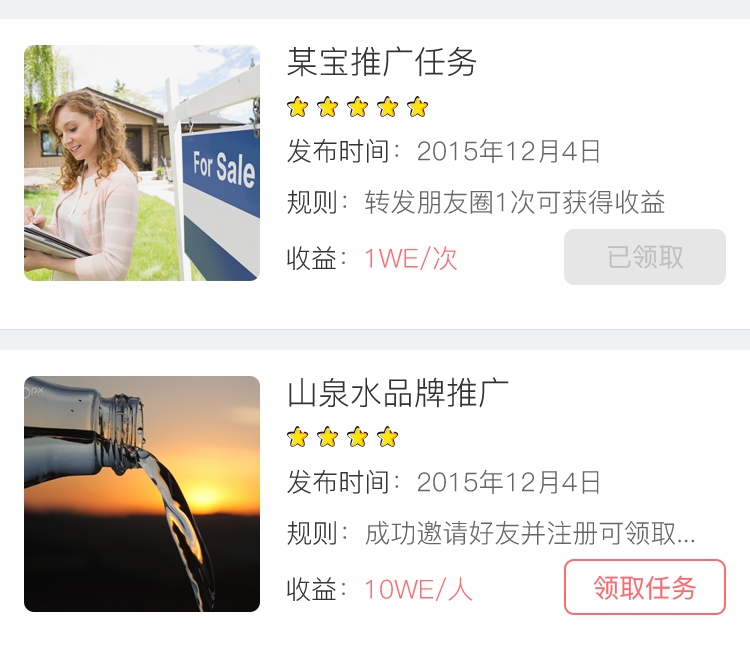 某宝推广任务
发布时间：2015年12月4日
For Sale
规则：转发朋友圈1次可获得收益
收益：1WE/次
已领取
山泉水品牌推广
发布时间：2015年12月4日
规则：成功邀请好友并注册可领取...
收益：10WE/人
领取任务